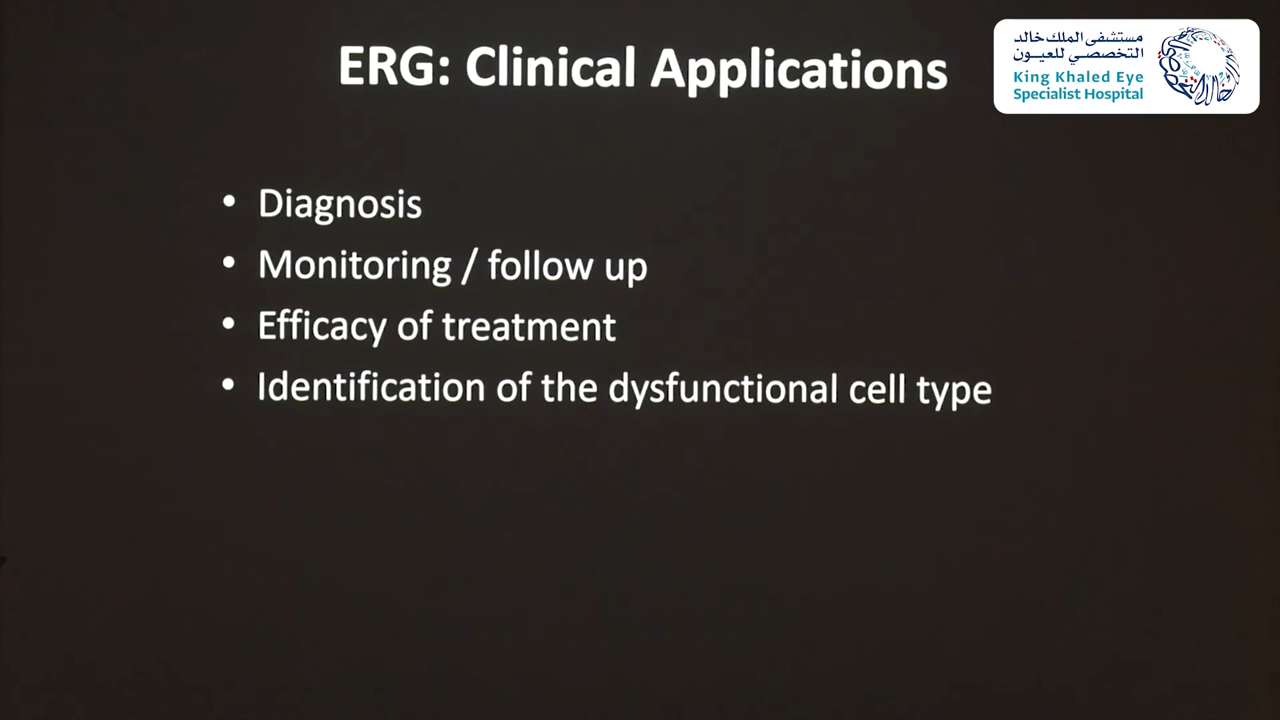 ERG: Clinical Applications
مستشفى الملك خالد
التخصصي للعيون
King Khaled Eye
Specialist Hospital
• Diagnosis
• Monitoring / follow up
• Efficacy of treatment
• Identification of the dysfunctional cell type